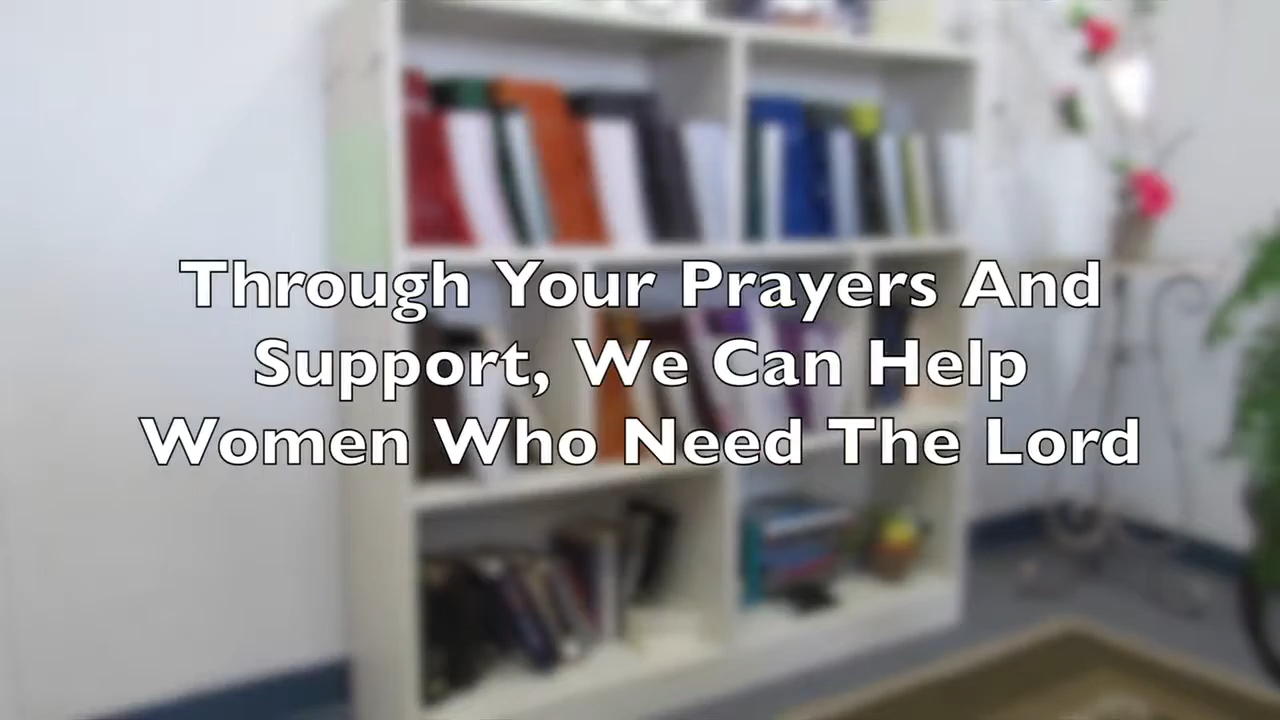 Through Your Prayers And
Support, We Can Help
Women Who Need The Lord